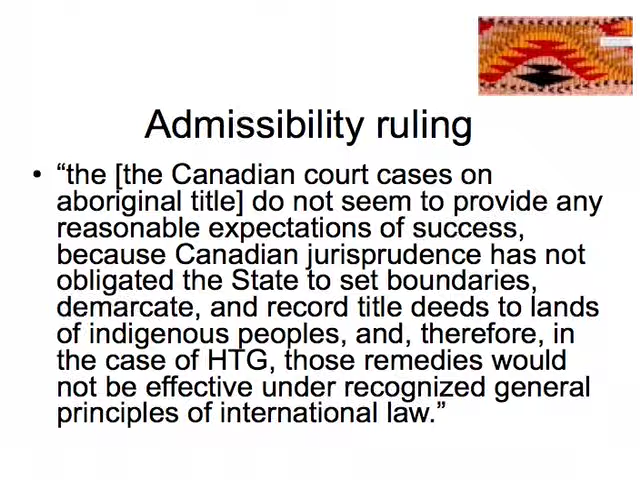 Admissibility ruling
• “the [the Canadian court cases on
aboriginal title] do not seem to provide any
reasonable expectations of success,
because Canadian jurisprudence has not
obligated the State to set boundaries,
demarcate, and record title deeds to lands
of indigenous peoples, and, therefore, in
the case of HTG, those remedies would
not be effective under recognized general
principles of international law.”